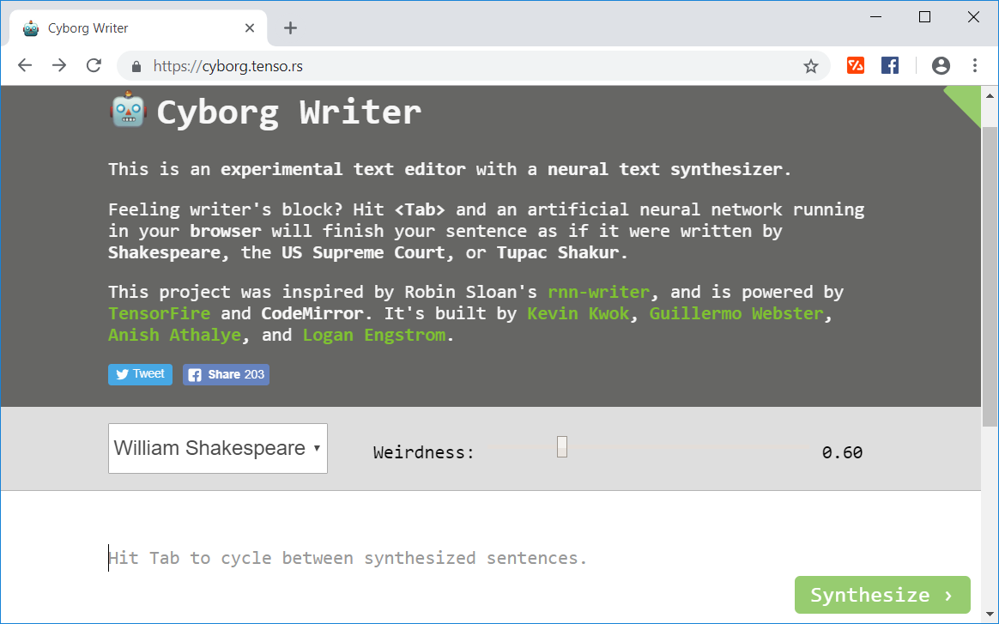 Cyborg Writer
https://cyborg.tenso.rs
Cyborg Writer
This is an experimental text editor with a neural text synthesizer.
Feeling writer's block? Hit <Tab> and an artificial neural network running
in your browser will finish your sentence as if it were written by
Shakespeare, the US Supreme Court, or Tupac Shakur.
This project was inspired by Robin Sloan's rnn-writer, and is powered by
TensorFire and CodeMirror. It's built by Kevin Kwok, Guillermo Webster,
Anish Athalye, and Logan Engstrom.
Tweet Share 203
William Shakespeare Weirdness: 0.60
Hit Tab to cycle between synthesized sentences.
Synthesize ›